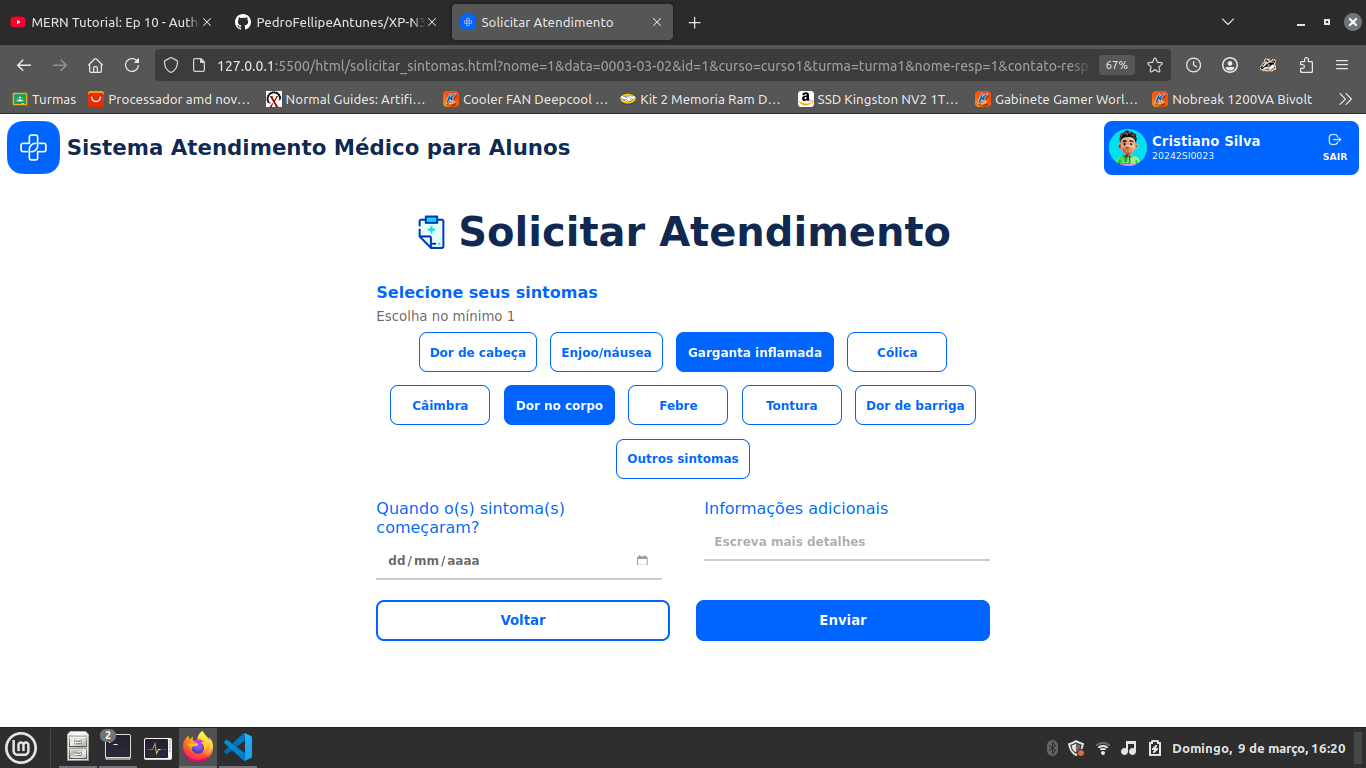 MERN Tutorial: Ep 10 - Auth
PedroFellipeAntunes/XP-N3
Solicitar Atendimento
127.0.0.1:5500/html/solicitar_sintomas.html?nome=1&data=0003-03-02&id=1&curso=curso1&turma=turma1&nome-resp=1&contato-resp
67%
Turmas
Processador amd nov…
Normal Guides: Artifi…
Cooler FAN Deepcool …
Kit 2 Memoria Ram D…
SSD Kingston NV2 1T…
Gabinete Gamer Worl…
Nobreak 1200VA Bivolt
Sistema Atendimento Médico para Alunos
Cristiano Silva
20242SI0023
SAIR
Solicitar Atendimento
Selecione seus sintomas
Escolha no mínimo 1
Dor de cabeça
Enjoo/náusea
Garganta inflamada
Cólica
Câimbra
Dor no corpo
Febre
Tontura
Dor de barriga
Outros sintomas
Quando o(s) sintoma(s)
começaram?
dd/mm/aaaa
Informações adicionais
Escreva mais detalhes
Voltar
Enviar
2
Domingo, 9 de março, 16:20